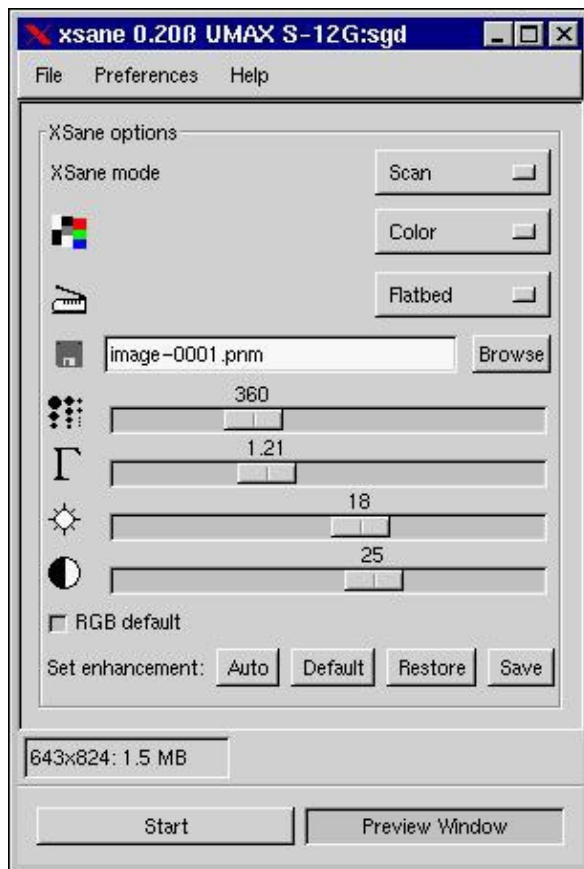 xsane 0.20ß UMAX S-12G:sgd
File Preferences Help
XSane options
XSane mode Scan
Color
Flatbed
image-0001.pnm Browse
360
Γ 1.21
18
25
RGB default
Set enhancement: Auto Default Restore Save
643x824: 1.5 MB
Start Preview Window